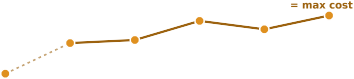 = max cost